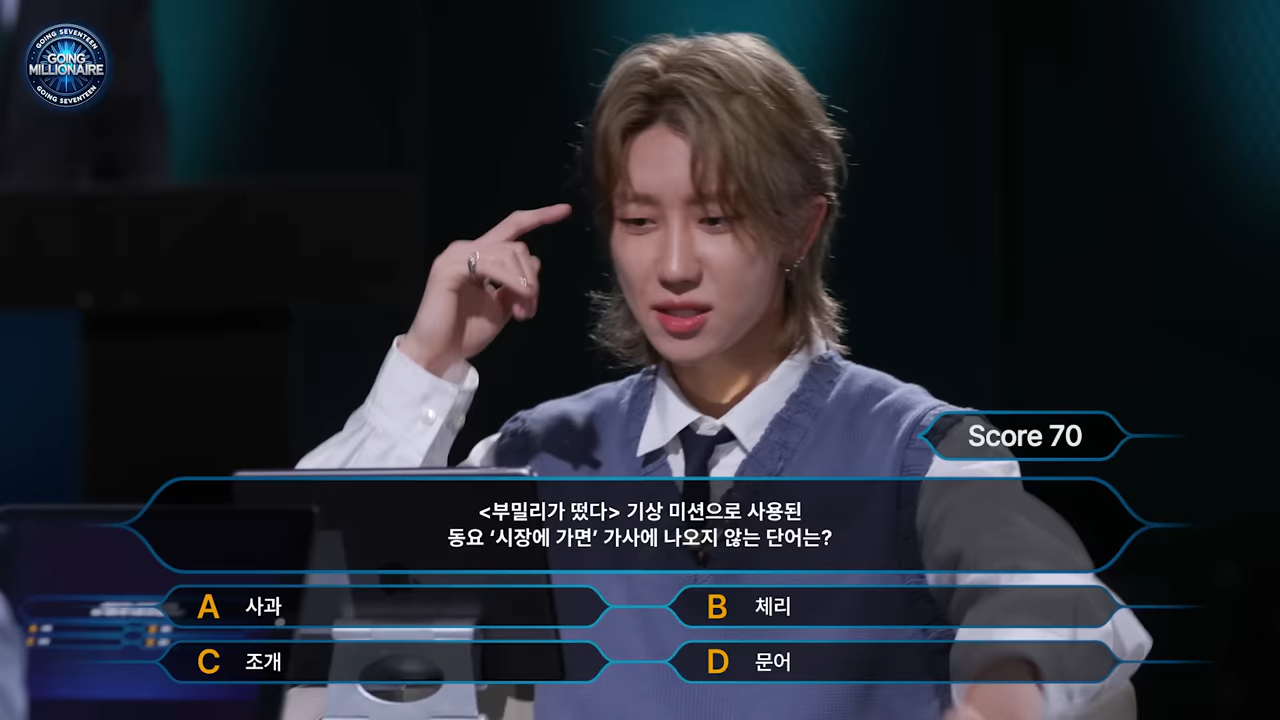 GOING SEVENTEEN
GOING
MILLIONAIRE
GOING SEVENTEEN
Score 70
<부밀리가 떴다> 기상 미션으로 사용된
동요 ‘시장에 가면’ 가사에 나오지 않는 단어는?
A 사과
B 체리
C 조개
D 문어